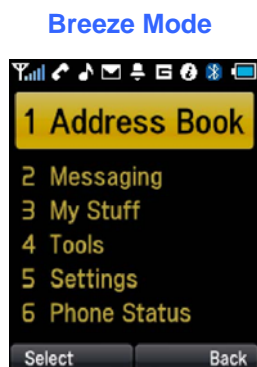 Breeze Mode
1 Address Book
2 Messaging
3 My Stuff
4 Tools
5 Settings
6 Phone Status
Select Back